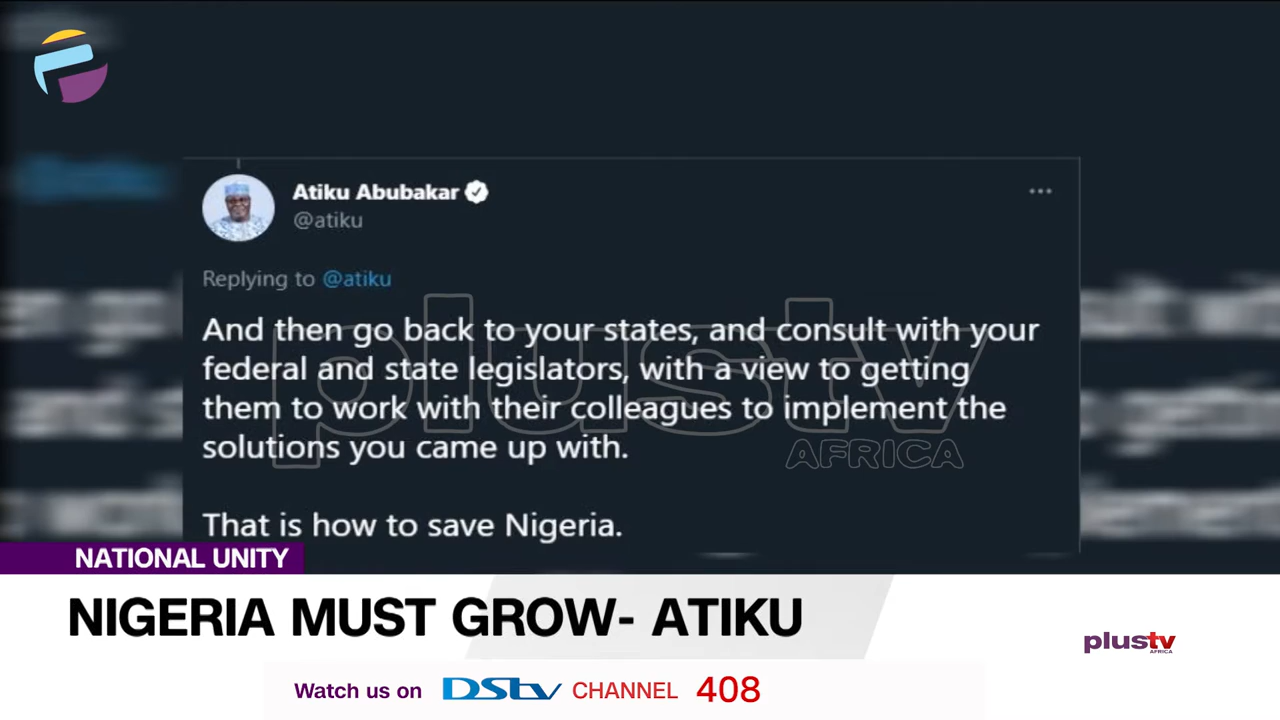 Atiku Abubakar
@atiku
Replying to @atiku
And then go back to your states, and consult with your
federal and state legislators, with a view to getting
them to work with their colleagues to implement the
solutions you came up with.
That is how to save Nigeria.
plustv
AFRICA
NATIONAL UNITY
NIGERIA MUST GROW- ATIKU
plustv
AFRICA
Watch us on DStv CHANNEL 408